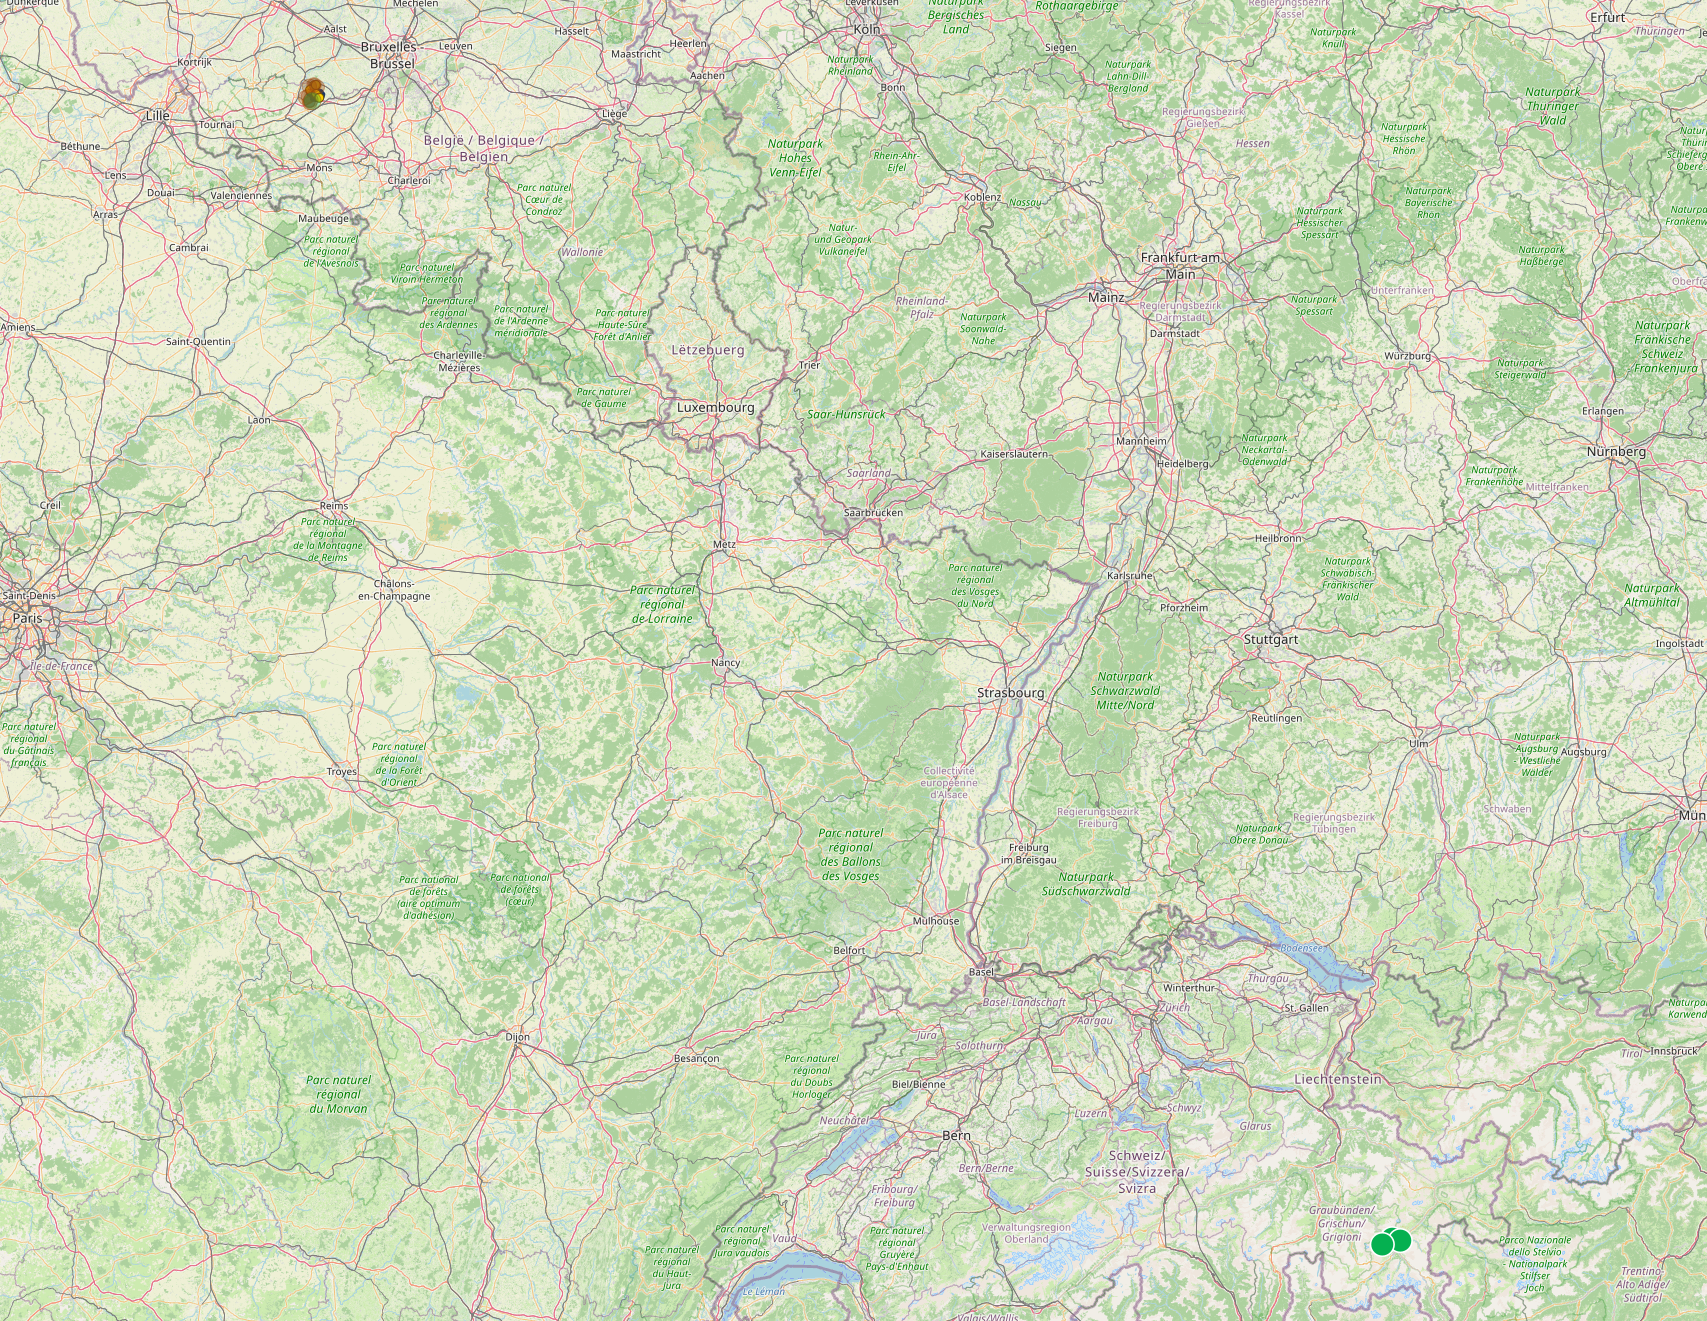 Dunkerque
Mechelen
Leverkusen
Naturpark
Bergisches
Land
Rothaargebirge
Regierungsbezirk
Kassel
Erfurt
Aalst
Bruxelles
- Brussel
Leuven
Hasselt
Maastricht
Heerlen
Köln
Siegen
Naturpark
Knüll
Thüringen
Kortrijk
Aachen
Naturpark
Rheinland
Bonn
Naturpark
Lahn-Dill-
Bergland
Naturpark
Thüringer
Wald
Lille
Tournai
Liège
Regierungsbezirk
Gießen
Hessen
Naturpark
Hessische
Rhön
Béthune
België / Belgique /
Belgien
Naturpark
Hohes
Venn-Eifel
Rhein-Ahr-
Eifel
Lens
Mons
Charleroi
Douai
Valenciennes
Parc naturel
Cœur de
Condroz
Koblenz
Nassau
Naturpark
Bayerische
Rhön
Arras
Maubeuge
Naturpark
Hessischer
Spessart
Cambrai
Parc naturel
régional
de l'Avesnois
Wallonie
Natur-
und Geopark
Vulkaneifel
Frankfurt am
Main
Naturpark
Haßberge
Parc naturel
Viroin Hermeton
Parc naturel
régional
des Ardennes
Parc naturel
de l'Ardenne
méridionale
Parc naturel
Haute-Sûre
Forêt d'Anlier
Rheinland-
Pfalz
Mainz
Regierungsbezirk
Darmstadt
Darmstadt
Unterfranken
Naturpark
Spessart
Amiens
Saint-Quentin
Charleville-
Mézières
Lëtzebuerg
Trier
Naturpark
Soonwald-
Nahe
Würzburg
Naturpark
Steigerwald
Naturpark
Fränkische
Schweiz
Frankenjura
Parc naturel
de Gaume
Luxembourg
Saar-Hunsrück
Erlangen
Laon
Kaiserslautern
Mannheim
Heidelberg
Naturpark
Neckartal-
Odenwald
Nürnberg
Saarland
Naturpark
Frankenhöhe
Mittelfranken
Creil
Reims
Parc naturel
régional
de la Montagne
de Reims
Saarbrücken
Metz
Heilbronn
Saint-Denis
Paris
Châlons-
en-Champagne
Parc naturel
régional
de Lorraine
Parc naturel
régional
des Vosges
du Nord
Karlsruhe
Pforzheim
Naturpark
Schwäbisch-
Fränkischer
Wald
Naturpark
Altmühltal
Stuttgart
Ingolstadt
Île-de-France
Nancy
Strasbourg
Naturpark
Schwarzwald
Mitte/Nord
Reutlingen
Parc naturel
régional
du Gâtinais
français
Troyes
Parc naturel
régional
de la Forêt
d'Orient
Ulm
Naturpark
Augsburg
- Westliche
Wälder
Augsburg
Collectivité
européenne
d'Alsace
Regierungsbezirk
Freiburg
Regierungsbezirk
Tübingen
Schwaben
Parc naturel
régional
des Ballons
des Vosges
Freiburg
im Breisgau
Naturpark
Obere Donau
Parc national
de forêts
(aire optimum
d'adhésion)
Parc national
de forêts
(cœur)
Naturpark
Südschwarzwald
Mulhouse
Belfort
Bodensee
Basel
Winterthur
Thurgau
St. Gallen
Basel-Landschaft
Zürich
Aargau
Jura
Solothurn
Dijon
Besançon
Tirol
Innsbruck
Parc naturel
régional
du Doubs
Horloger
Biel/Bienne
Liechtenstein
Parc naturel
régional
du Morvan
Neuchâtel
Bern
Luzern
Schwyz
Glarus
Bern/Berne
Schweiz/
Suisse/Svizzera/
Svizra
Fribourg/
Freiburg
Graubünden/
Grischun/
Grigioni
Parc naturel
régional
Jura vaudois
Vaud
Parc naturel
régional
Gruyère
Pays-d'Enhaut
Verwaltungsregion
Oberland
Parco Nazionale
dello Stelvio
- Nationalpark
Stilfser
Joch
Parc naturel
régional
du Haut-
Jura
Le Léman
Trentino-
Alto Adige/
Südtirol
Valais/Wallis